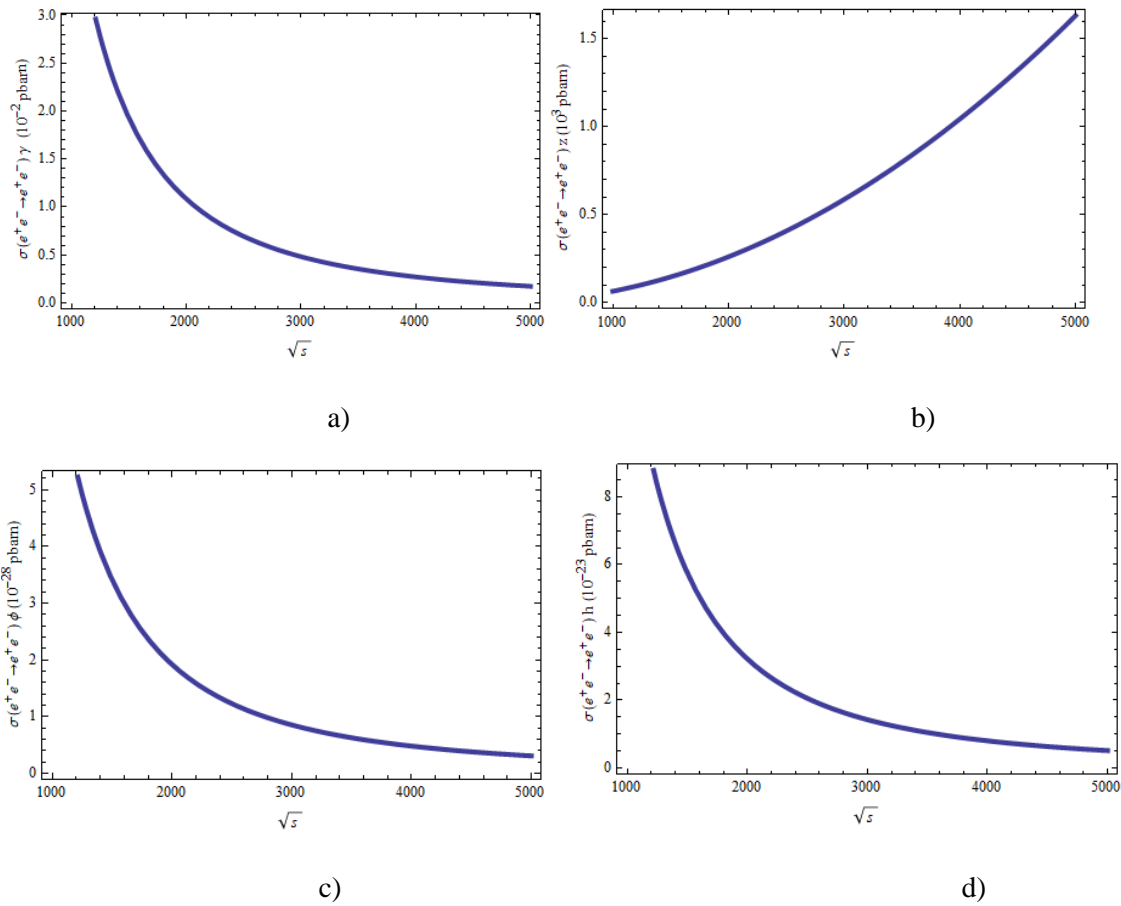 σ(e⁺e⁻→e⁺e⁻) γ (10⁻² pbarn)
3.0
2.5
2.0
1.5
1.0
0.5
0.0
1000 2000 3000 4000 5000
√s
a)
σ(e⁺e⁻→e⁺e⁻) z (10³ pbarn)
1.5
1.0
0.5
0.0
1000 2000 3000 4000 5000
√s
b)
σ(e⁺e⁻→e⁺e⁻) ϕ (10⁻²⁸ pbarn)
5
4
3
2
1
0
1000 2000 3000 4000 5000
√s
c)
σ(e⁺e⁻→e⁺e⁻) h (10⁻²³ pbarn)
8
6
4
2
0
1000 2000 3000 4000 5000
√s
d)